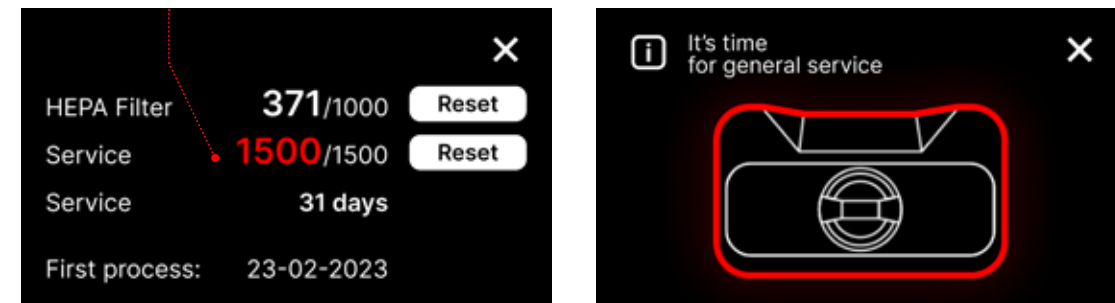 HEPA Filter 371/1000 Reset
Service 1500/1500 Reset
Service 31 days
First process: 23-02-2023
It's time
for general service